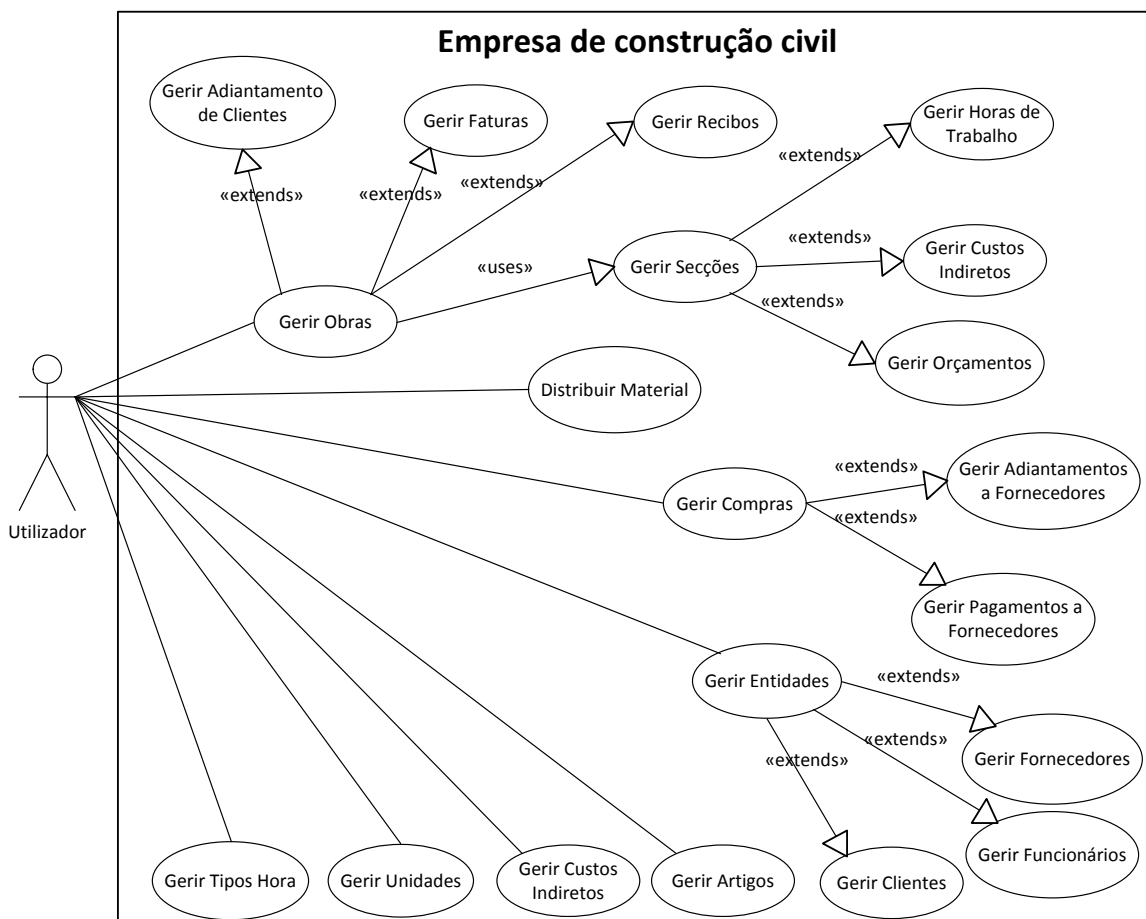 Empresa de construção civil
Gerir Adiantamento
de Clientes
Gerir Faturas
Gerir Recibos
Gerir Horas de
Trabalho
«extends»
«extends»
«extends»
«extends»
«uses»
Gerir Secções
«extends»
Gerir Custos
Indiretos
«extends»
Gerir Obras
Gerir Orçamentos
Distribuir Material
Utilizador
Gerir Compras
«extends»
Gerir Adiantamentos
a Fornecedores
«extends»
Gerir Pagamentos a
Fornecedores
Gerir Entidades
«extends»
«extends»
«extends»
Gerir Fornecedores
Gerir Funcionários
Gerir Tipos Hora
Gerir Unidades
Gerir Custos
Indiretos
Gerir Artigos
Gerir Clientes